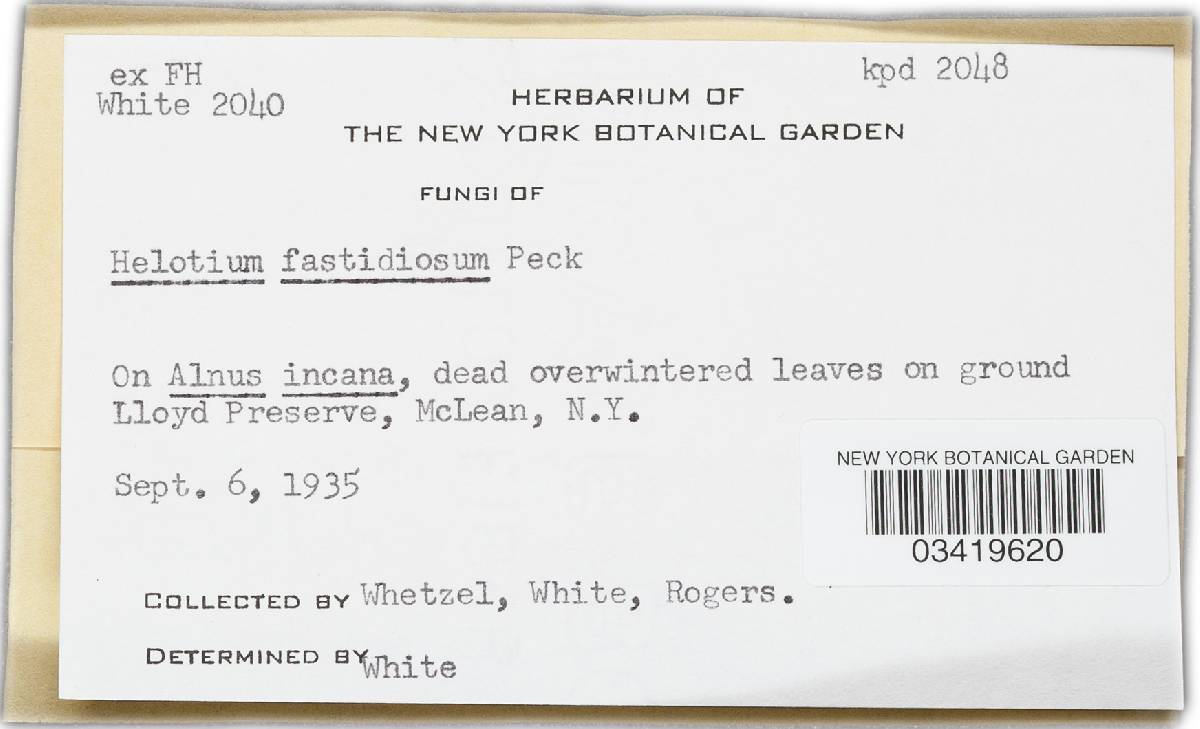 ex FH
White 2040
kpd 2048
HERBARIUM OF
THE NEW YORK BOTANICAL GARDEN
FUNGI OF
Helotium fastidiosum Peck
On Alnus incana, dead overwintered leaves on ground
Lloyd Preserve, McLean, N.Y.
Sept. 6, 1935
NEW YORK BOTANICAL GARDEN
03419620
COLLECTED BY Whetzel, White, Rogers.
DETERMINED BY White